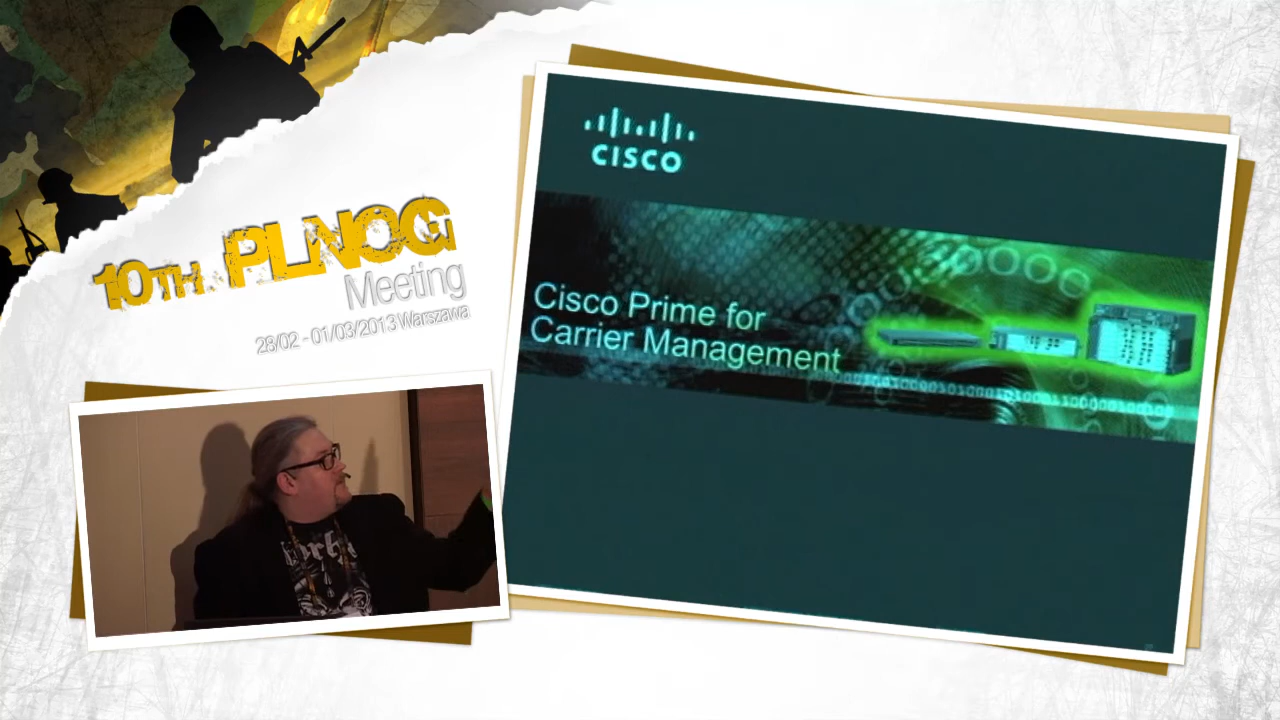 10TH PLNOG
Meeting
28/02 - 01/03/2013 Warszawa
CISCO
Cisco Prime for
Carrier Management